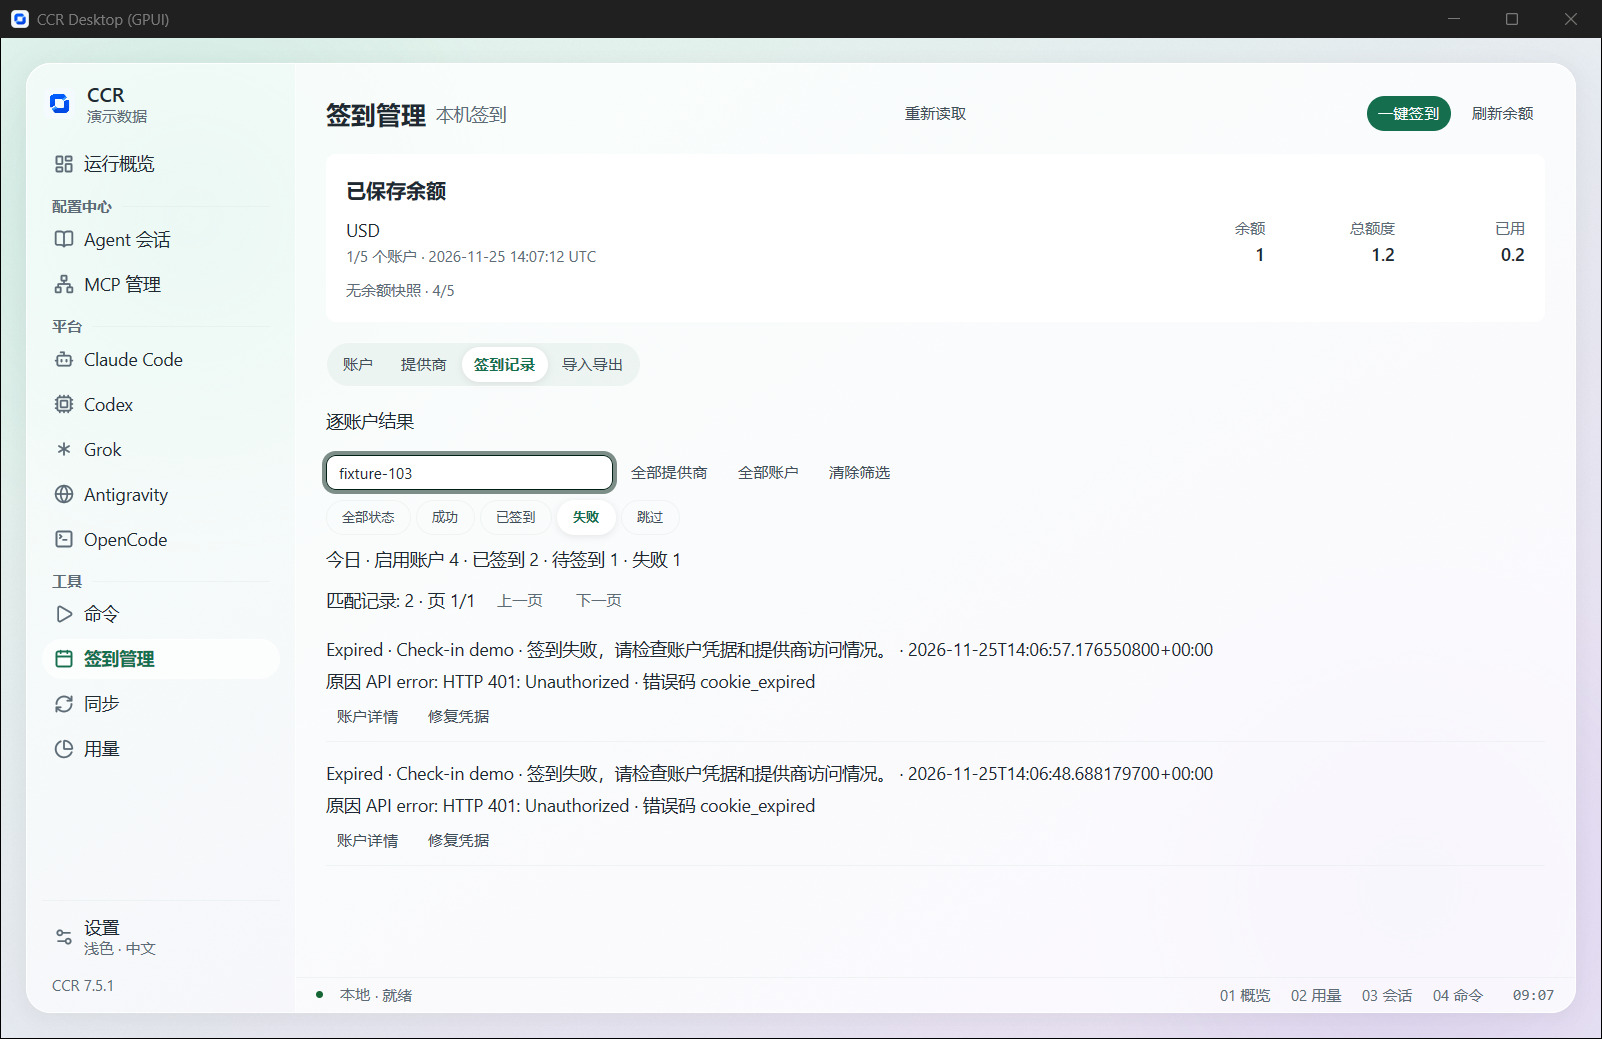 CCR Desktop (GPUI)
CCR
演示数据
运行概览
配置中心
Agent 会话
MCP 管理
平台
Claude Code
Codex
Grok
Antigravity
OpenCode
工具
命令
签到管理
同步
用量
设置
浅色 · 中文
CCR 7.5.1
签到管理 本机签到 重新读取 一键签到 刷新余额
已保存余额
USD
1/5 个账户 · 2026-11-25 14:07:12 UTC
无余额快照 · 4/5
余额 总额度 已用
1 1.2 0.2
账户 提供商 签到记录 导入导出
逐账户结果
fixture-103 全部提供商 全部账户 清除筛选
全部状态 成功 已签到 失败 跳过
今日 · 启用账户 4 · 已签到 2 · 待签到 1 · 失败 1
匹配记录: 2 · 页 1/1 上一页 下一页
Expired · Check-in demo · 签到失败，请检查账户凭据和提供商访问情况。 · 2026-11-25T14:06:57.176550800+00:00
原因 API error: HTTP 401: Unauthorized · 错误码 cookie_expired
账户详情 修复凭据
Expired · Check-in demo · 签到失败，请检查账户凭据和提供商访问情况。 · 2026-11-25T14:06:48.688179700+00:00
原因 API error: HTTP 401: Unauthorized · 错误码 cookie_expired
账户详情 修复凭据
本地 · 就绪 01 概览 02 用量 03 会话 04 命令 09:07